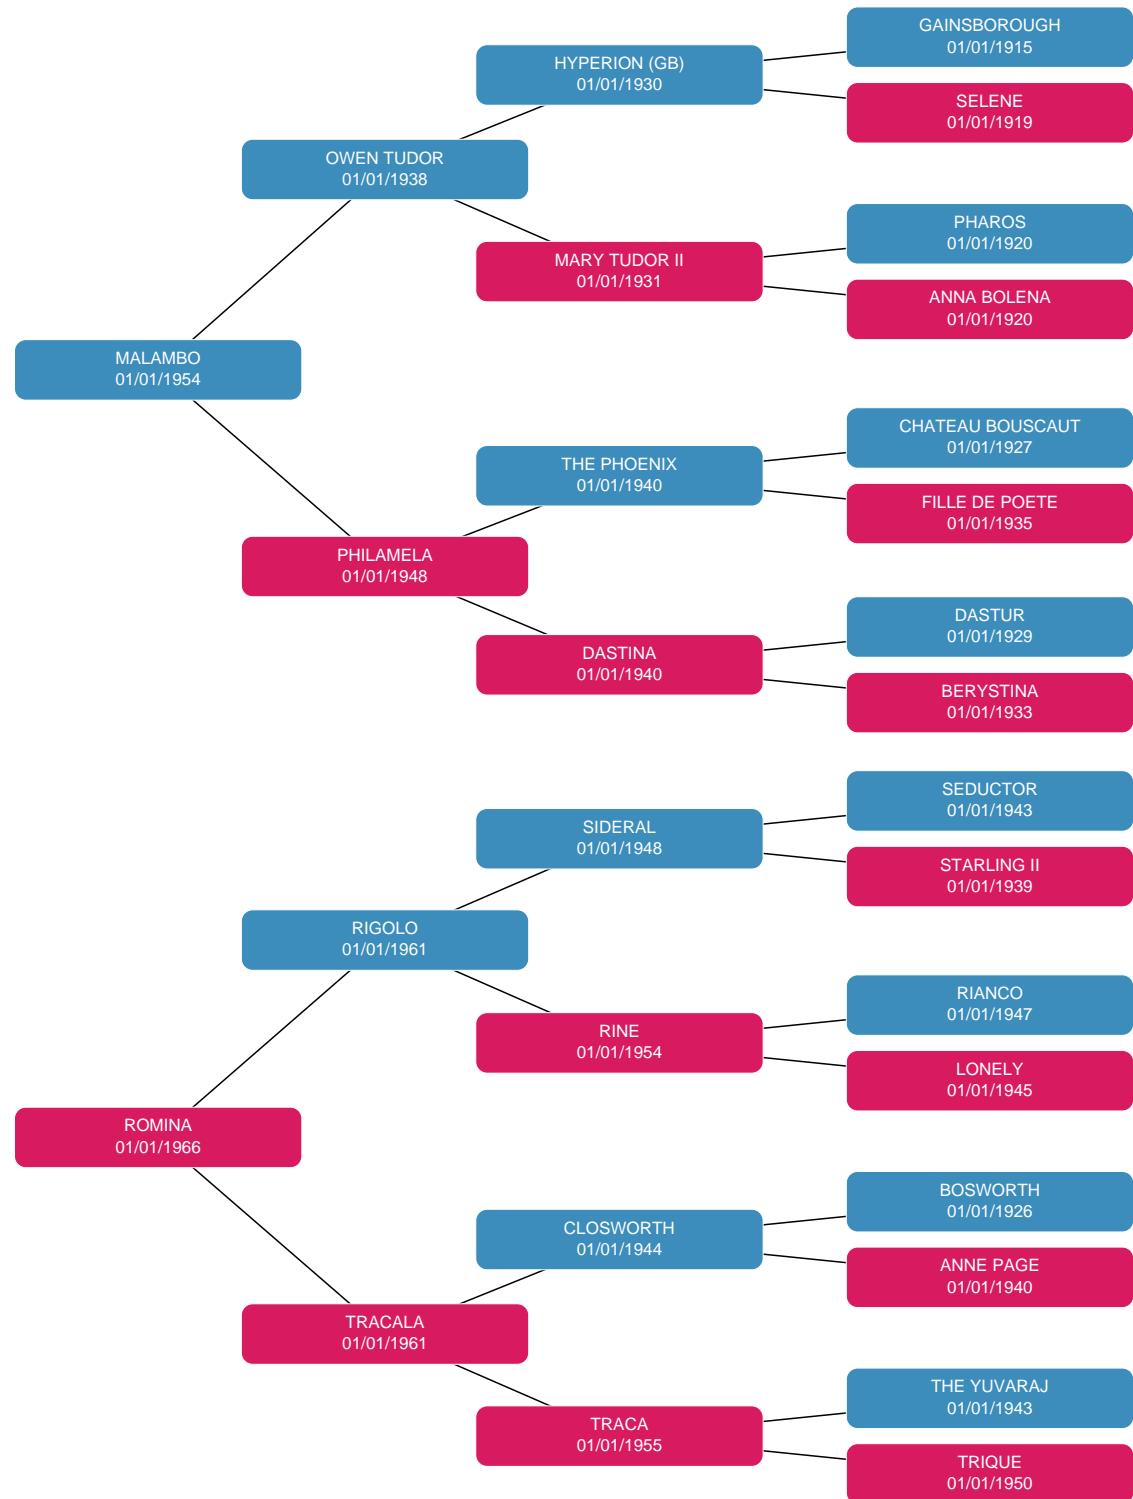 GAINSBOROUGH
01/01/1915
HYPERION (GB)
01/01/1930
SELENE
01/01/1919
OWEN TUDOR
01/01/1938
PHAROS
01/01/1920
MARY TUDOR II
01/01/1931
ANNA BOLENA
01/01/1920
MALAMBO
01/01/1954
CHATEAU BOUSCAUT
01/01/1927
THE PHOENIX
01/01/1940
FILLE DE POETE
01/01/1935
PHILAMELA
01/01/1948
DASTUR
01/01/1929
DASTINA
01/01/1940
BERYSTINA
01/01/1933
SEDUCTOR
01/01/1943
SIDERAL
01/01/1948
STARLING II
01/01/1939
RIGOLO
01/01/1961
RIANCO
01/01/1947
RINE
01/01/1954
LONELY
01/01/1945
ROMINA
01/01/1966
BOSWORTH
01/01/1926
CLOSWORTH
01/01/1944
ANNE PAGE
01/01/1940
TRACALA
01/01/1961
THE YUVARAJ
01/01/1943
TRACA
01/01/1955
TRIQUE
01/01/1950